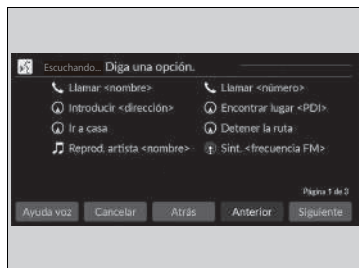 Escuchando... Diga una opción.
Llamar <nombre> Llamar <número>
Introducir <dirección> Encontrar lugar <PDI>
Ir a casa Detener la ruta
Reprod. artista <nombre> Sint. <frecuencia FM>
Página 1 de 3
Ayuda voz Cancelar Atrás Anterior Siguiente